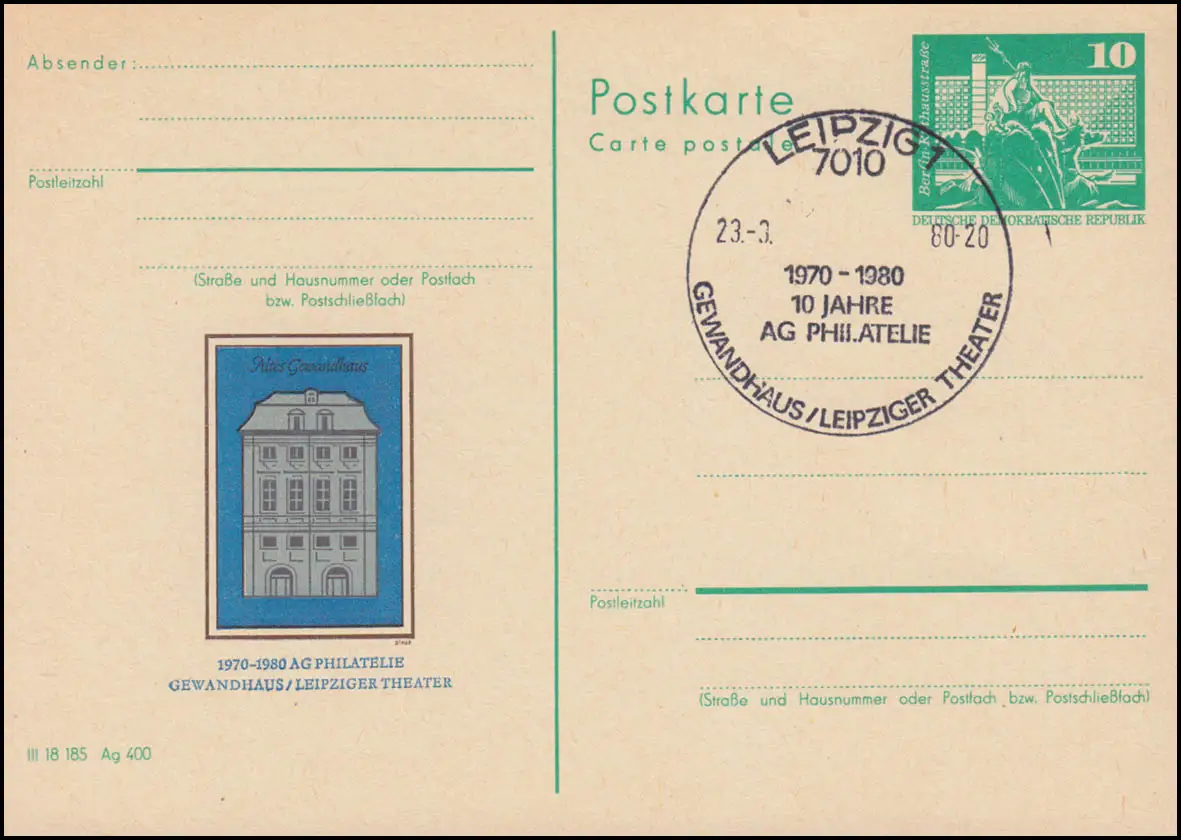 Absender:
Postleitzahl
(Straße und Hausnummer oder Postfach
bzw. Postschließfach)
Altes Gewandhaus
1970-1980 AG PHILATELIE
GEWANDHAUS/LEIPZIGER THEATER
III 18 185 Ag 400
Postkarte
Carte postale
10
DEUTSCHE DEMOKRATISCHE REPUBLIK
LEIPZIG 1
7010
23.-3. 80-20
1970 - 1980
10 JAHRE
AG PHILATELIE
GEWANDHAUS/LEIPZIGER THEATER
Postleitzahl
(Straße und Hausnummer oder Postfach bzw. Postschließfach)